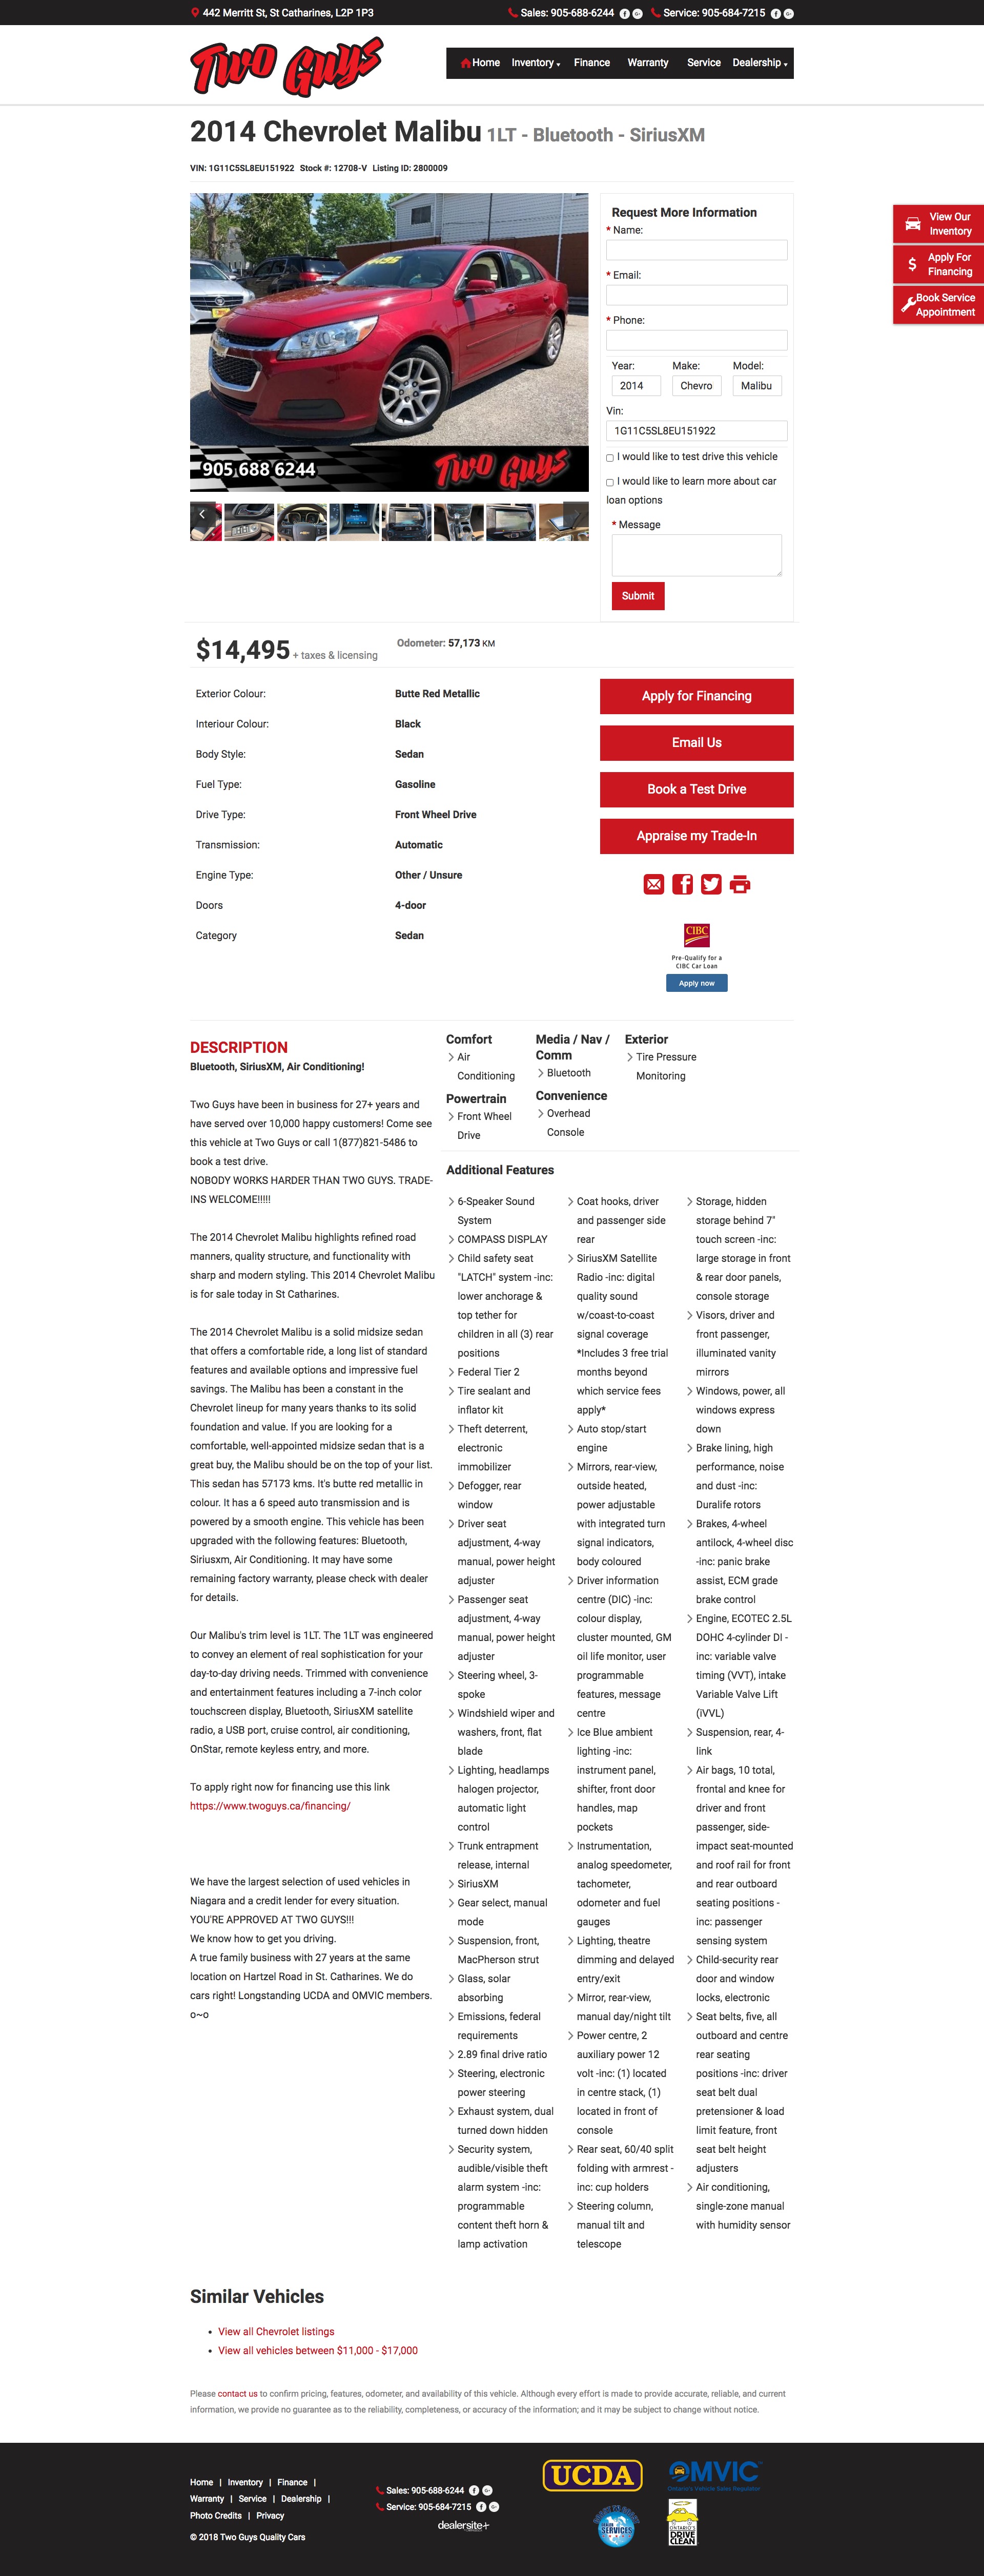 442 Merritt St, St Catharines, L2P 1P3
Sales: 905-688-6244
Service: 905-684-7215
Two Guys
Home Inventory Finance Warranty Service Dealership
2014 Chevrolet Malibu 1LT - Bluetooth - SiriusXM
VIN: 1G11C5SL8EU151922 Stock #: 12708-V Listing ID: 2800009
View Our
Inventory
Apply For
Financing
Book Service
Appointment
905 688 6244
Two Guys
Request More Information
* Name:
* Email:
* Phone:
Year: Make: Model:
2014 Chevro Malibu
Vin:
1G11C5SL8EU151922
I would like to test drive this vehicle
I would like to learn more about car
loan options
* Message
Submit
$14,495 + taxes & licensing
Odometer: 57,173 KM
Exterior Colour: Butte Red Metallic
Interiour Colour: Black
Body Style: Sedan
Fuel Type: Gasoline
Drive Type: Front Wheel Drive
Transmission: Automatic
Engine Type: Other / Unsure
Doors 4-door
Category Sedan
Apply for Financing
Email Us
Book a Test Drive
Appraise my Trade-In
CIBC
Pre-Qualify for a
CIBC Car Loan
Apply now
DESCRIPTION
Bluetooth, SiriusXM, Air Conditioning!
Two Guys have been in business for 27+ years and
have served over 10,000 happy customers! Come see
this vehicle at Two Guys or call 1(877)821-5486 to
book a test drive.
NOBODY WORKS HARDER THAN TWO GUYS. TRADE-
INS WELCOME!!!!!
The 2014 Chevrolet Malibu highlights refined road
manners, quality structure, and functionality with
sharp and modern styling. This 2014 Chevrolet Malibu
is for sale today in St Catharines.
The 2014 Chevrolet Malibu is a solid midsize sedan
that offers a comfortable ride, a long list of standard
features and available options and impressive fuel
savings. The Malibu has been a constant in the
Chevrolet lineup for many years thanks to its solid
foundation and value. If you are looking for a
comfortable, well-appointed midsize sedan that is a
great buy, the Malibu should be on the top of your list.
This sedan has 57173 kms. It's butte red metallic in
colour. It has a 6 speed auto transmission and is
powered by a smooth engine. This vehicle has been
upgraded with the following features: Bluetooth,
Siriusxm, Air Conditioning. It may have some
remaining factory warranty, please check with dealer
for details.
Our Malibu's trim level is 1LT. The 1LT was engineered
to convey an element of real sophistication for your
day-to-day driving needs. Trimmed with convenience
and entertainment features including a 7-inch color
touchscreen display, Bluetooth, SiriusXM satellite
radio, a USB port, cruise control, air conditioning,
OnStar, remote keyless entry, and more.
To apply right now for financing use this link
https://www.twoguys.ca/financing/
We have the largest selection of used vehicles in
Niagara and a credit lender for every situation.
YOU'RE APPROVED AT TWO GUYS!!!
We know how to get you driving.
A true family business with 27 years at the same
location on Hartzel Road in St. Catharines. We do
cars right! Longstanding UCDA and OMVIC members.
o~o
Comfort
Air
Conditioning
Powertrain
Front Wheel
Drive
Media / Nav /
Comm
Bluetooth
Convenience
Overhead
Console
Exterior
Tire Pressure
Monitoring
Additional Features
6-Speaker Sound
System
COMPASS DISPLAY
Child safety seat
"LATCH" system -inc:
lower anchorage &
top tether for
children in all (3) rear
positions
Federal Tier 2
Tire sealant and
inflator kit
Theft deterrent,
electronic
immobilizer
Defogger, rear
window
Driver seat
adjustment, 4-way
manual, power height
adjuster
Passenger seat
adjustment, 4-way
manual, power height
adjuster
Steering wheel, 3-
spoke
Windshield wiper and
washers, front, flat
blade
Lighting, headlamps
halogen projector,
automatic light
control
Trunk entrapment
release, internal
SiriusXM
Gear select, manual
mode
Suspension, front,
MacPherson strut
Glass, solar
absorbing
Emissions, federal
requirements
2.89 final drive ratio
Steering, electronic
power steering
Exhaust system, dual
turned down hidden
Security system,
audible/visible theft
alarm system -inc:
programmable
content theft horn &
lamp activation
Coat hooks, driver
and passenger side
rear
SiriusXM Satellite
Radio -inc: digital
quality sound
w/coast-to-coast
signal coverage
*Includes 3 free trial
months beyond
which service fees
apply*
Auto stop/start
engine
Mirrors, rear-view,
outside heated,
power adjustable
with integrated turn
signal indicators,
body coloured
Driver information
centre (DIC) -inc:
colour display,
cluster mounted, GM
oil life monitor, user
programmable
features, message
centre
Ice Blue ambient
lighting -inc:
instrument panel,
shifter, front door
handles, map
pockets
Instrumentation,
analog speedometer,
tachometer,
odometer and fuel
gauges
Lighting, theatre
dimming and delayed
entry/exit
Mirror, rear-view,
manual day/night tilt
Power centre, 2
auxiliary power 12
volt -inc: (1) located
in centre stack, (1)
located in front of
console
Rear seat, 60/40 split
folding with armrest -
inc: cup holders
Steering column,
manual tilt and
telescope
Storage, hidden
storage behind 7"
touch screen -inc:
large storage in front
& rear door panels,
console storage
Visors, driver and
front passenger,
illuminated vanity
mirrors
Windows, power, all
windows express
down
Brake lining, high
performance, noise
and dust -inc:
Duralife rotors
Brakes, 4-wheel
antilock, 4-wheel disc
-inc: panic brake
assist, ECM grade
brake control
Engine, ECOTEC 2.5L
DOHC 4-cylinder DI -
inc: variable valve
timing (VVT), intake
Variable Valve Lift
(iVVL)
Suspension, rear, 4-
link
Air bags, 10 total,
frontal and knee for
driver and front
passenger, side-
impact seat-mounted
and roof rail for front
and rear outboard
seating positions -
inc: passenger
sensing system
Child-security rear
door and window
locks, electronic
Seat belts, five, all
outboard and centre
rear seating
positions -inc: driver
seat belt dual
pretensioner & load
limit feature, front
seat belt height
adjusters
Air conditioning,
single-zone manual
with humidity sensor
Similar Vehicles
View all Chevrolet listings
View all vehicles between $11,000 - $17,000
Please contact us to confirm pricing, features, odometer, and availability of this vehicle. Although every effort is made to provide accurate, reliable, and current
information, we provide no guarantee as to the reliability, completeness, or accuracy of the information; and it may be subject to change without notice.
Home | Inventory | Finance |
Warranty | Service | Dealership |
Photo Credits | Privacy
© 2018 Two Guys Quality Cars
Sales: 905-688-6244
Service: 905-684-7215
dealersite+
UCDA
OMVIC
Ontario's Vehicle Sales Regulator
SERVICES
ONTARIO'S
DRIVE
CLEAN